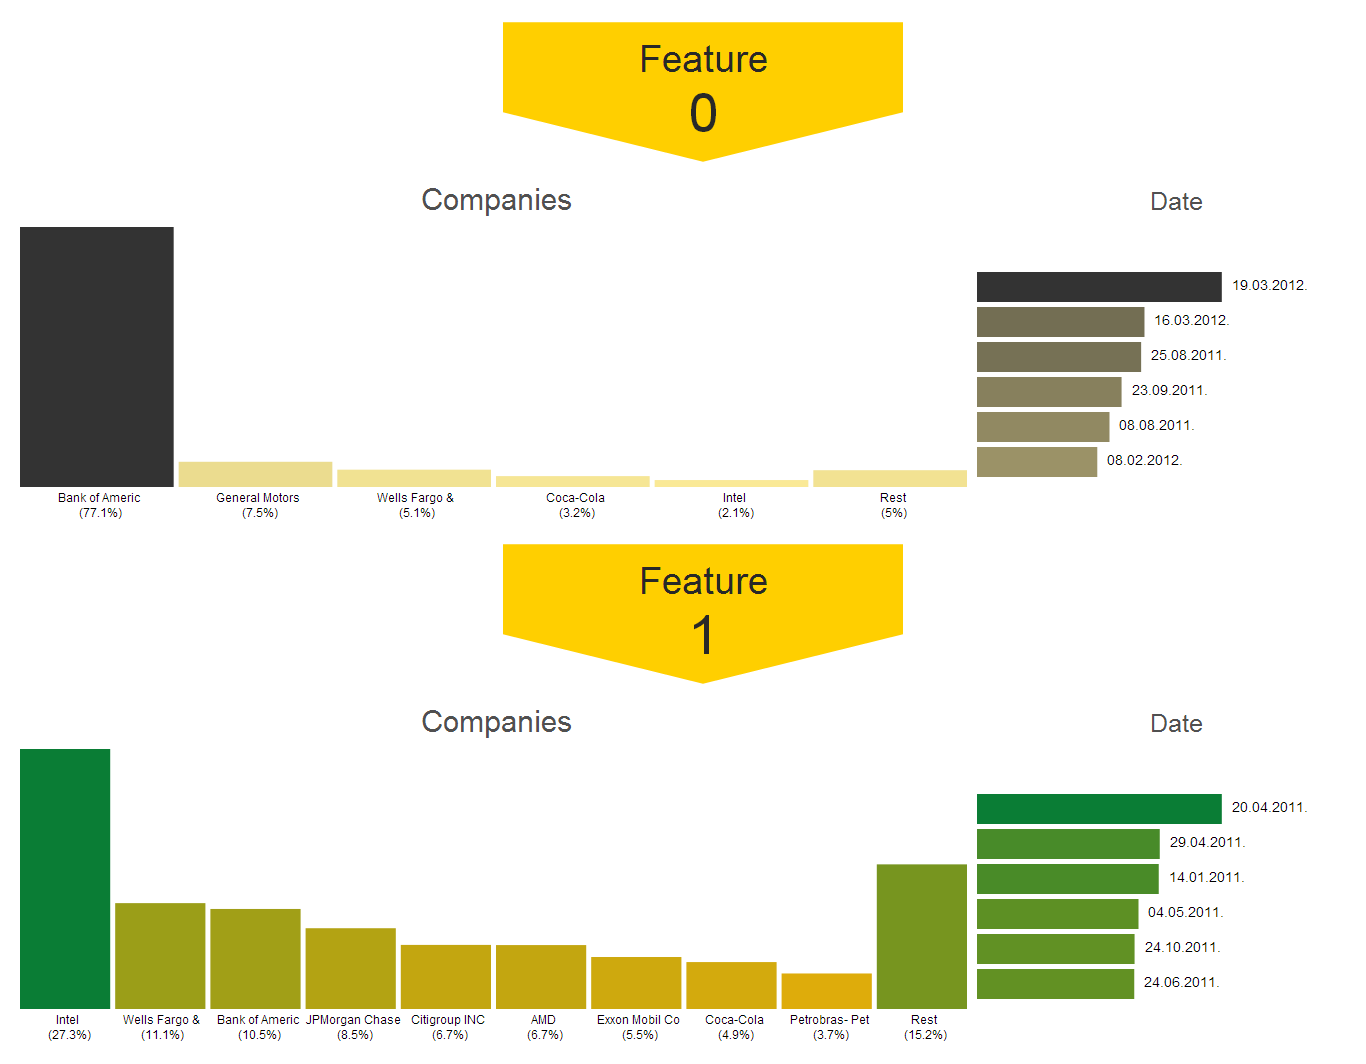 Feature
0
Companies
Date
19.03.2012.
16.03.2012.
25.08.2011.
23.09.2011.
08.08.2011.
08.02.2012.
Bank of Americ
(77.1%)
General Motors
(7.5%)
Wells Fargo &
(5.1%)
Coca-Cola
(3.2%)
Intel
(2.1%)
Rest
(5%)
Feature
1
Companies
Date
20.04.2011.
29.04.2011.
14.01.2011.
04.05.2011.
24.10.2011.
24.06.2011.
Intel
(27.3%)
Wells Fargo &
(11.1%)
Bank of Americ
(10.5%)
JPMorgan Chase
(8.5%)
Citigroup INC
(6.7%)
AMD
(6.7%)
Exxon Mobil Co
(5.5%)
Coca-Cola
(4.9%)
Petrobras- Pet
(3.7%)
Rest
(15.2%)